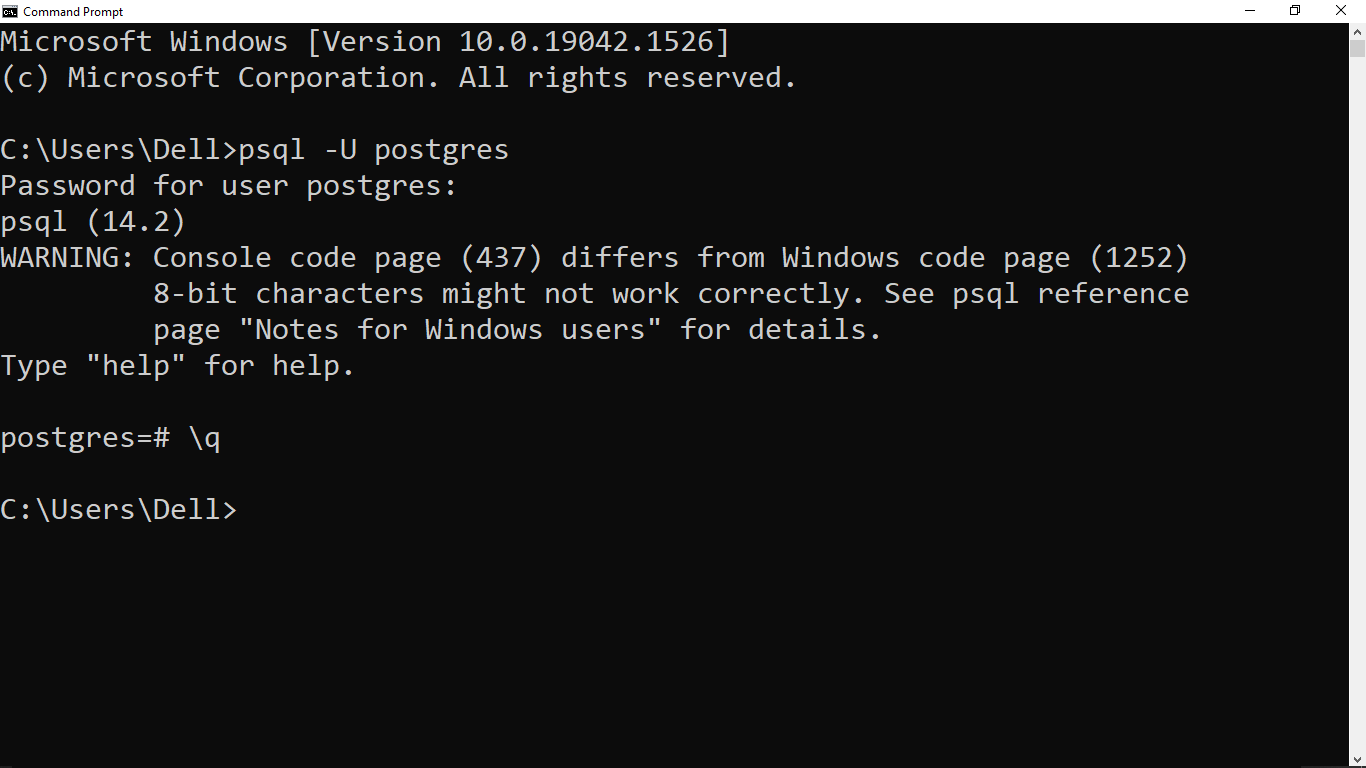 Command Prompt
Microsoft Windows [Version 10.0.19042.1526]
(c) Microsoft Corporation. All rights reserved.
C:\Users\Dell>psql -U postgres
Password for user postgres:
psql (14.2)
WARNING: Console code page (437) differs from Windows code page (1252)
8-bit characters might not work correctly. See psql reference
page "Notes for Windows users" for details.
Type "help" for help.
postgres=# \q
C:\Users\Dell>